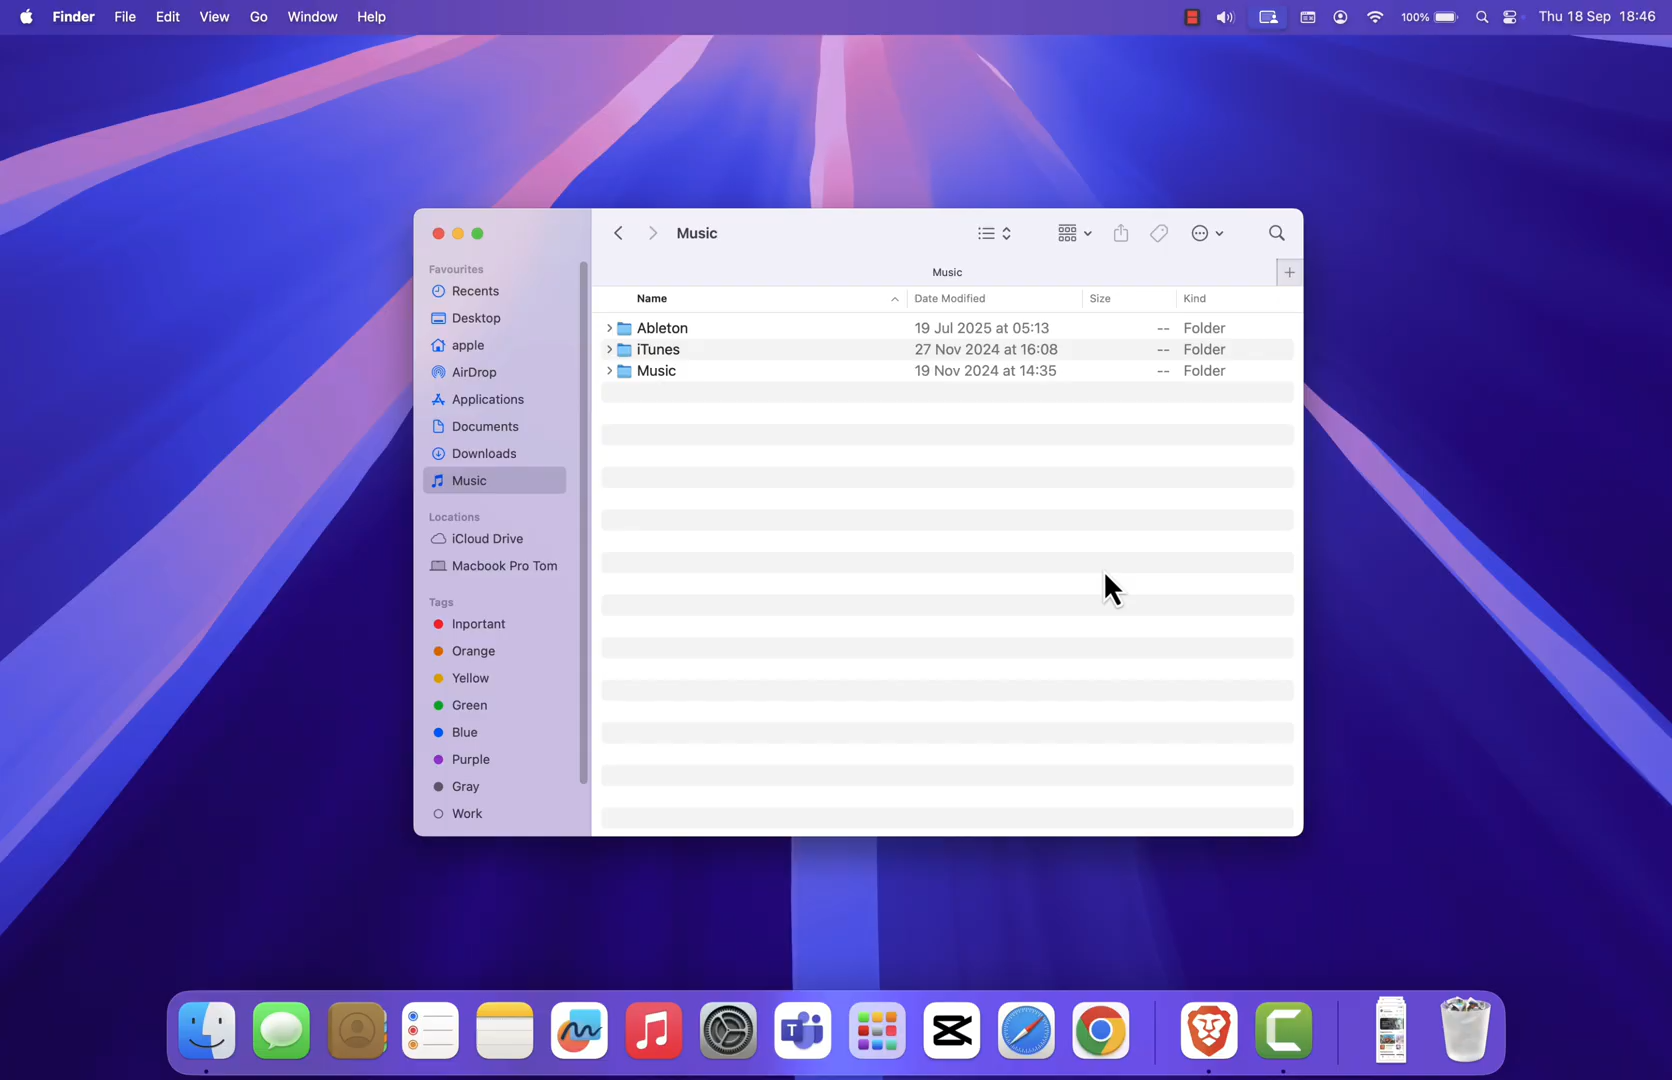 Finder File Edit View Go Window Help 100% Thu 18 Sep 18:46
Music
Music
Favourites
Recents
Desktop
apple
AirDrop
Applications
Documents
Downloads
Music
Locations
iCloud Drive
Macbook Pro Tom
Tags
Inportant
Orange
Yellow
Green
Blue
Purple
Gray
Work
Name Date Modified Size Kind
Ableton 19 Jul 2025 at 05:13 -- Folder
iTunes 27 Nov 2024 at 16:08 -- Folder
Music 19 Nov 2024 at 14:35 -- Folder